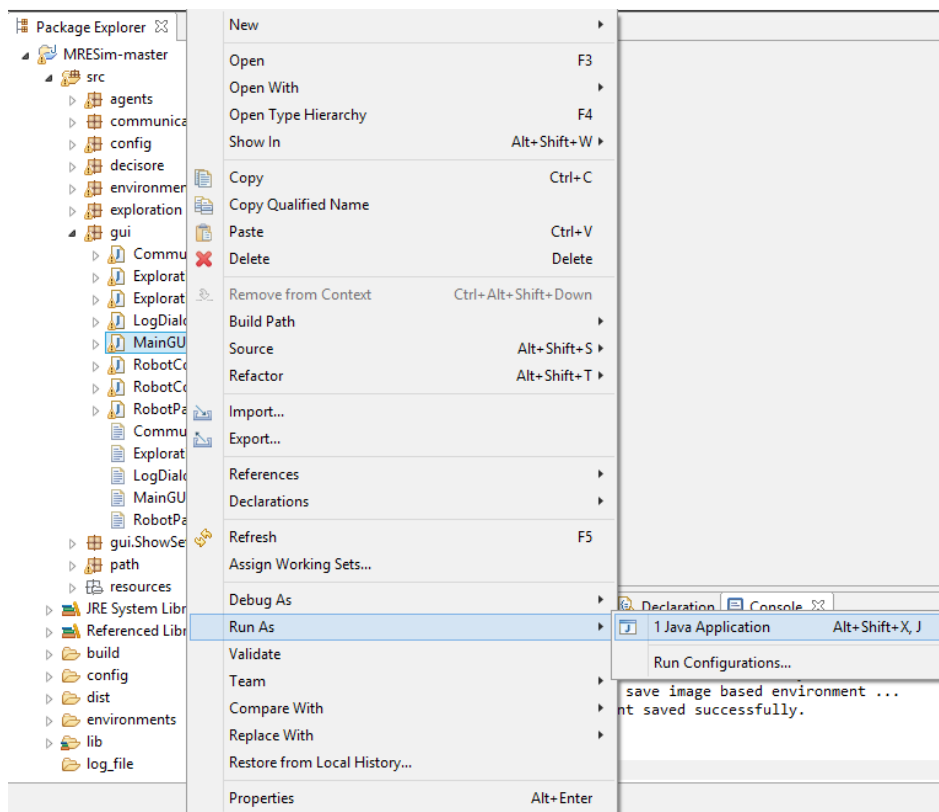 Package Explorer
MRESim-master
src
agents
communica
config
decisore
environmen
exploration
gui
Commu
Explorat
Explorat
LogDialo
MainGU
RobotCo
RobotCo
RobotPa
Commu
Explorat
LogDialo
MainGU
RobotPa
gui.ShowSe
path
resources
JRE System Libr
Referenced Libr
build
config
dist
environments
lib
log_file
New
Open F3
Open With
Open Type Hierarchy F4
Show In Alt+Shift+W
Copy Ctrl+C
Copy Qualified Name
Paste Ctrl+V
Delete Delete
Remove from Context Ctrl+Alt+Shift+Down
Build Path
Source Alt+Shift+S
Refactor Alt+Shift+T
Import...
Export...
References
Declarations
Refresh F5
Assign Working Sets...
Debug As
Run As
Validate
Team
Compare With
Replace With
Restore from Local History...
Properties Alt+Enter
Declaration Console
1 Java Application Alt+Shift+X, J
Run Configurations...
save image based environment ...
nt saved successfully.